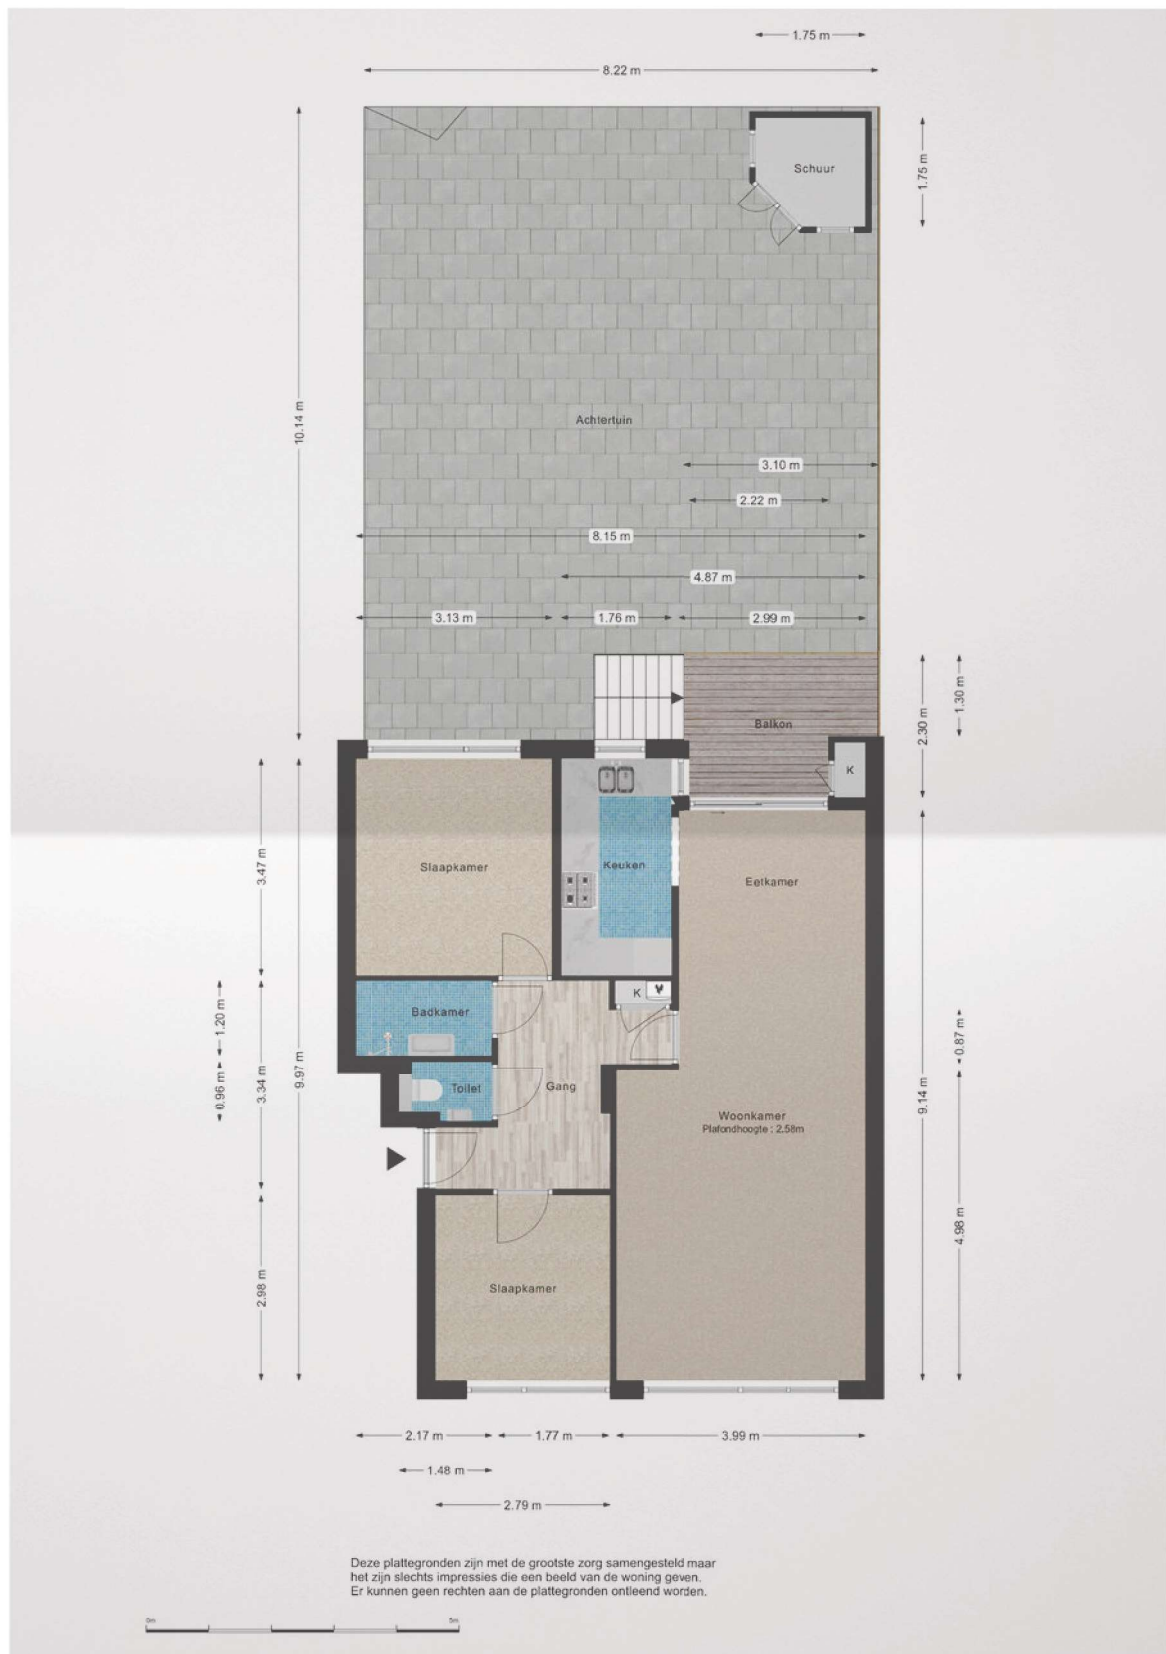 1.75 m
8.22 m
Schuur
1.75 m
10.14 m
Achtertuin
3.10 m
2.22 m
8.15 m
4.87 m
3.13 m
1.76 m
2.99 m
Balkon
2.30 m
1.30 m
K
3.47 m
Slaapkamer
Keuken
Eetkamer
K
Badkamer
1.20 m
0.87 m
0.96 m
3.34 m
9.97 m
Toilet
Gang
9.14 m
Woonkamer
Plafondhoogte : 2.58m
4.98 m
2.98 m
Slaapkamer
2.17 m
1.77 m
3.99 m
1.48 m
2.79 m
Deze plattegronden zijn met de grootste zorg samengesteld maar
het zijn slechts impressies die een beeld van de woning geven.
Er kunnen geen rechten aan de plattegronden ontleend worden.
0m
5m